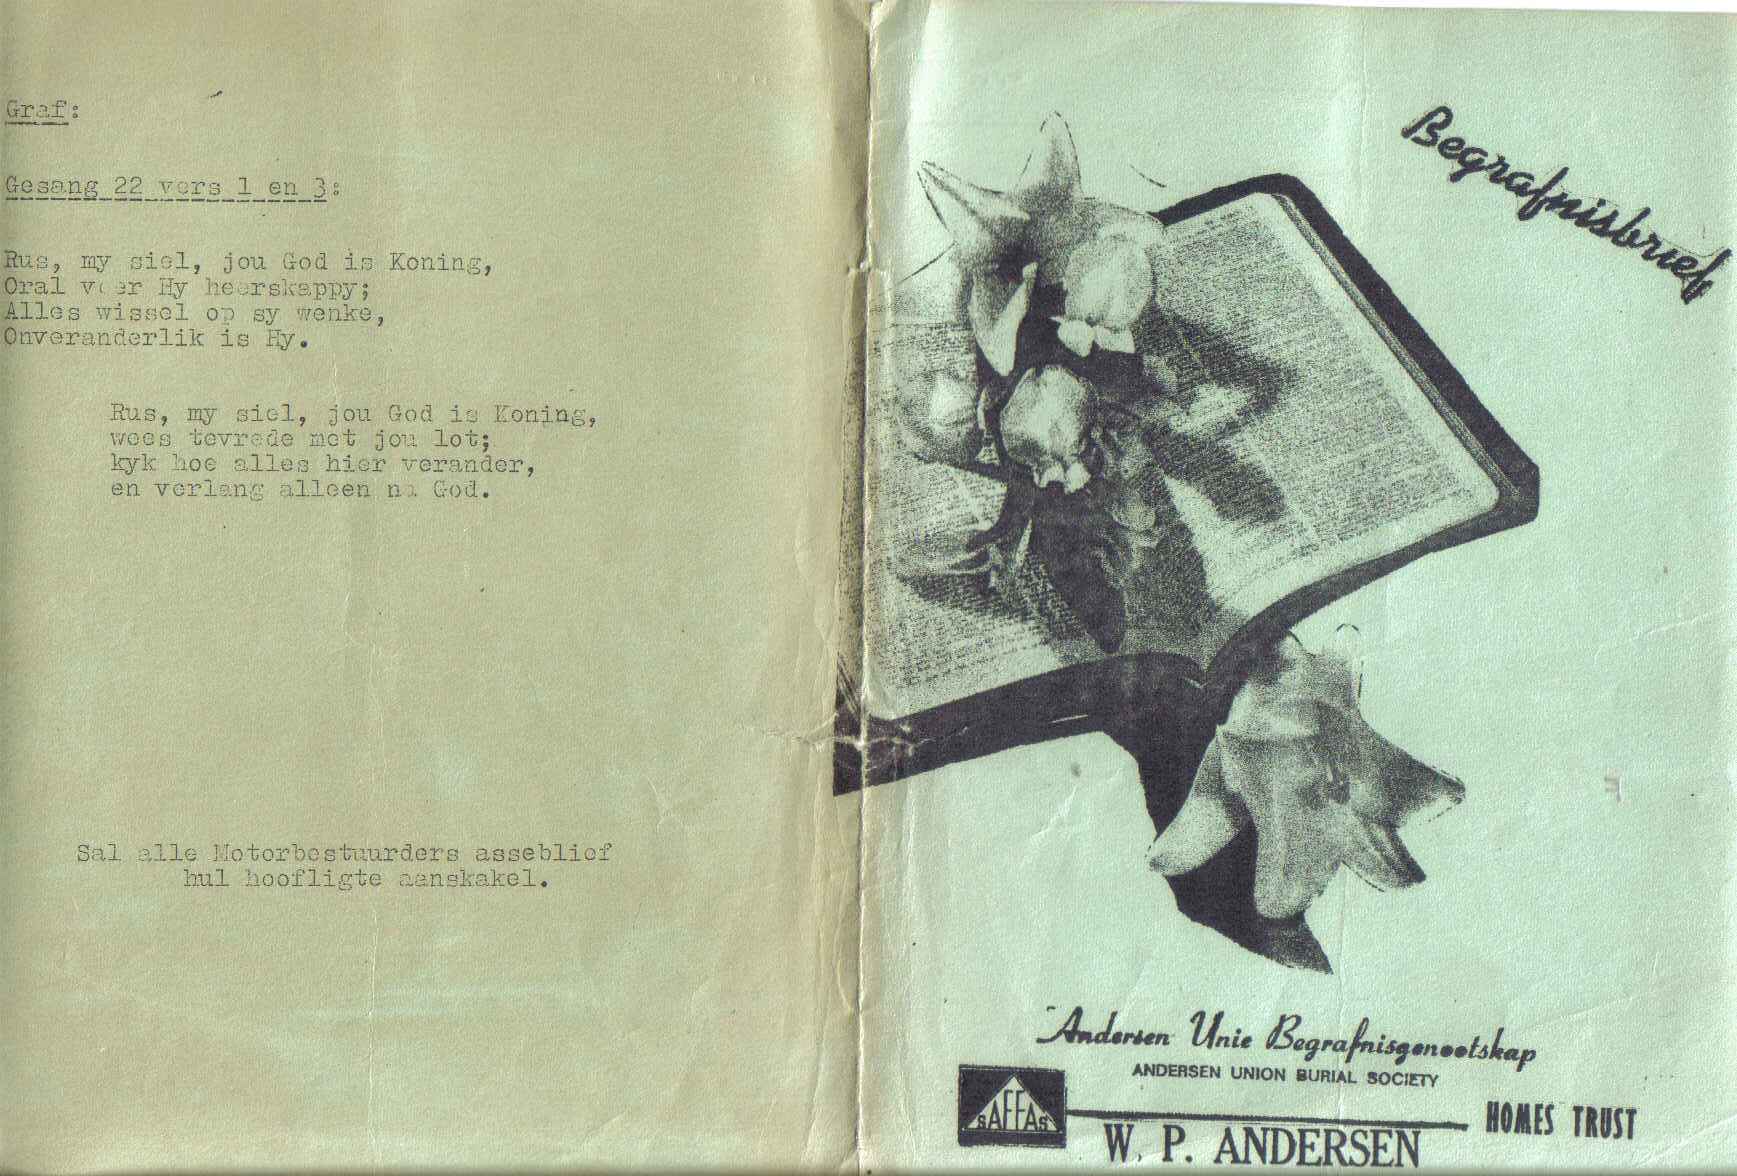 Graf:
Gesang 22 vers 1 en 3:
Rus, my siel, jou God is Koning,
Oral voer Hy heerskappy;
Alles wissel op sy wenke,
Onveranderlik is Hy.
Rus, my siel, jou God is Koning,
wees tevrede met jou lot;
kyk hoe alles hier verander,
en verlang alleen na God.
Sal alle Motorbestuurders asseblief
hul hoofligte aanskakel.
Begrafnisbrief
Andersen Unie Begrafnisgenootskap
ANDERSEN UNION BURIAL SOCIETY
SAFFAS
HOMES TRUST
W. P. ANDERSEN